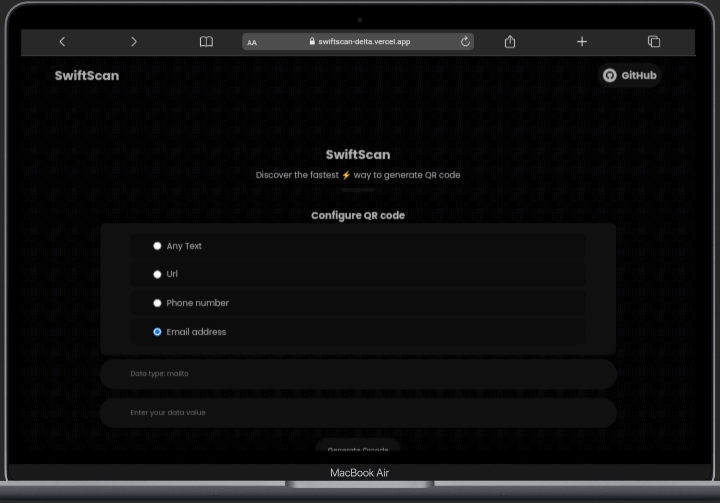 AA
swiftscan-delta.vercel.app
SwiftScan
GitHub
SwiftScan
Discover the fastest ⚡ way to generate QR code
Configure QR code
Any Text
Url
Phone number
Email address
Data type: mailto
Enter your data value
Generate Qrcode
MacBook Air